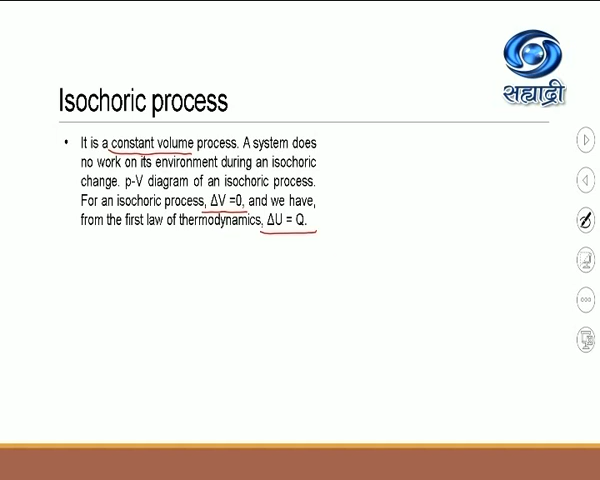 सह्याद्री
Isochoric process
• It is a constant volume process. A system does
no work on its environment during an isochoric
change. p-V diagram of an isochoric process.
For an isochoric process, ΔV =0, and we have,
from the first law of thermodynamics, ΔU = Q.